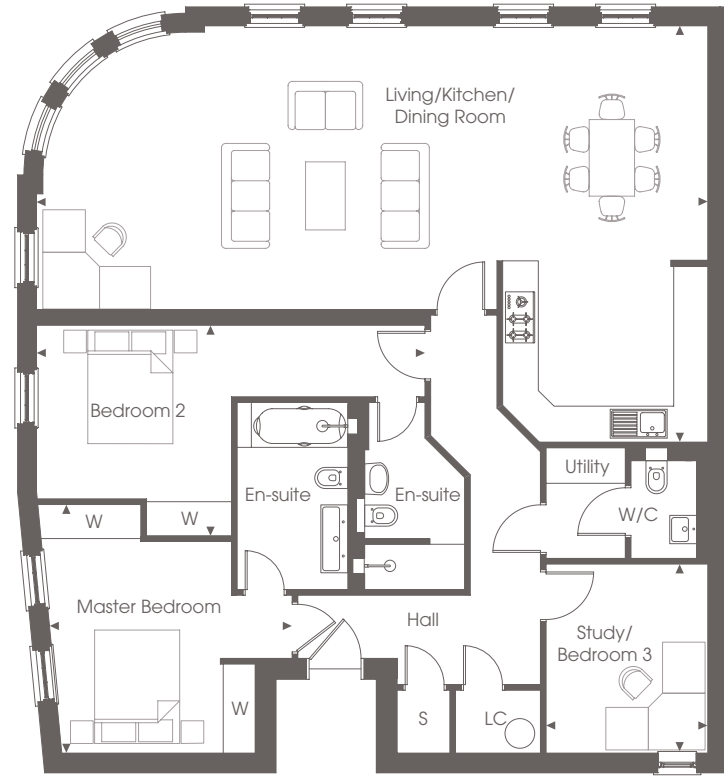 Living/Kitchen/
Dining Room
Bedroom 2
En-suite
En-suite
Utility
W/C
W
W
Master Bedroom
Hall
Study/
Bedroom 3
W
S
LC